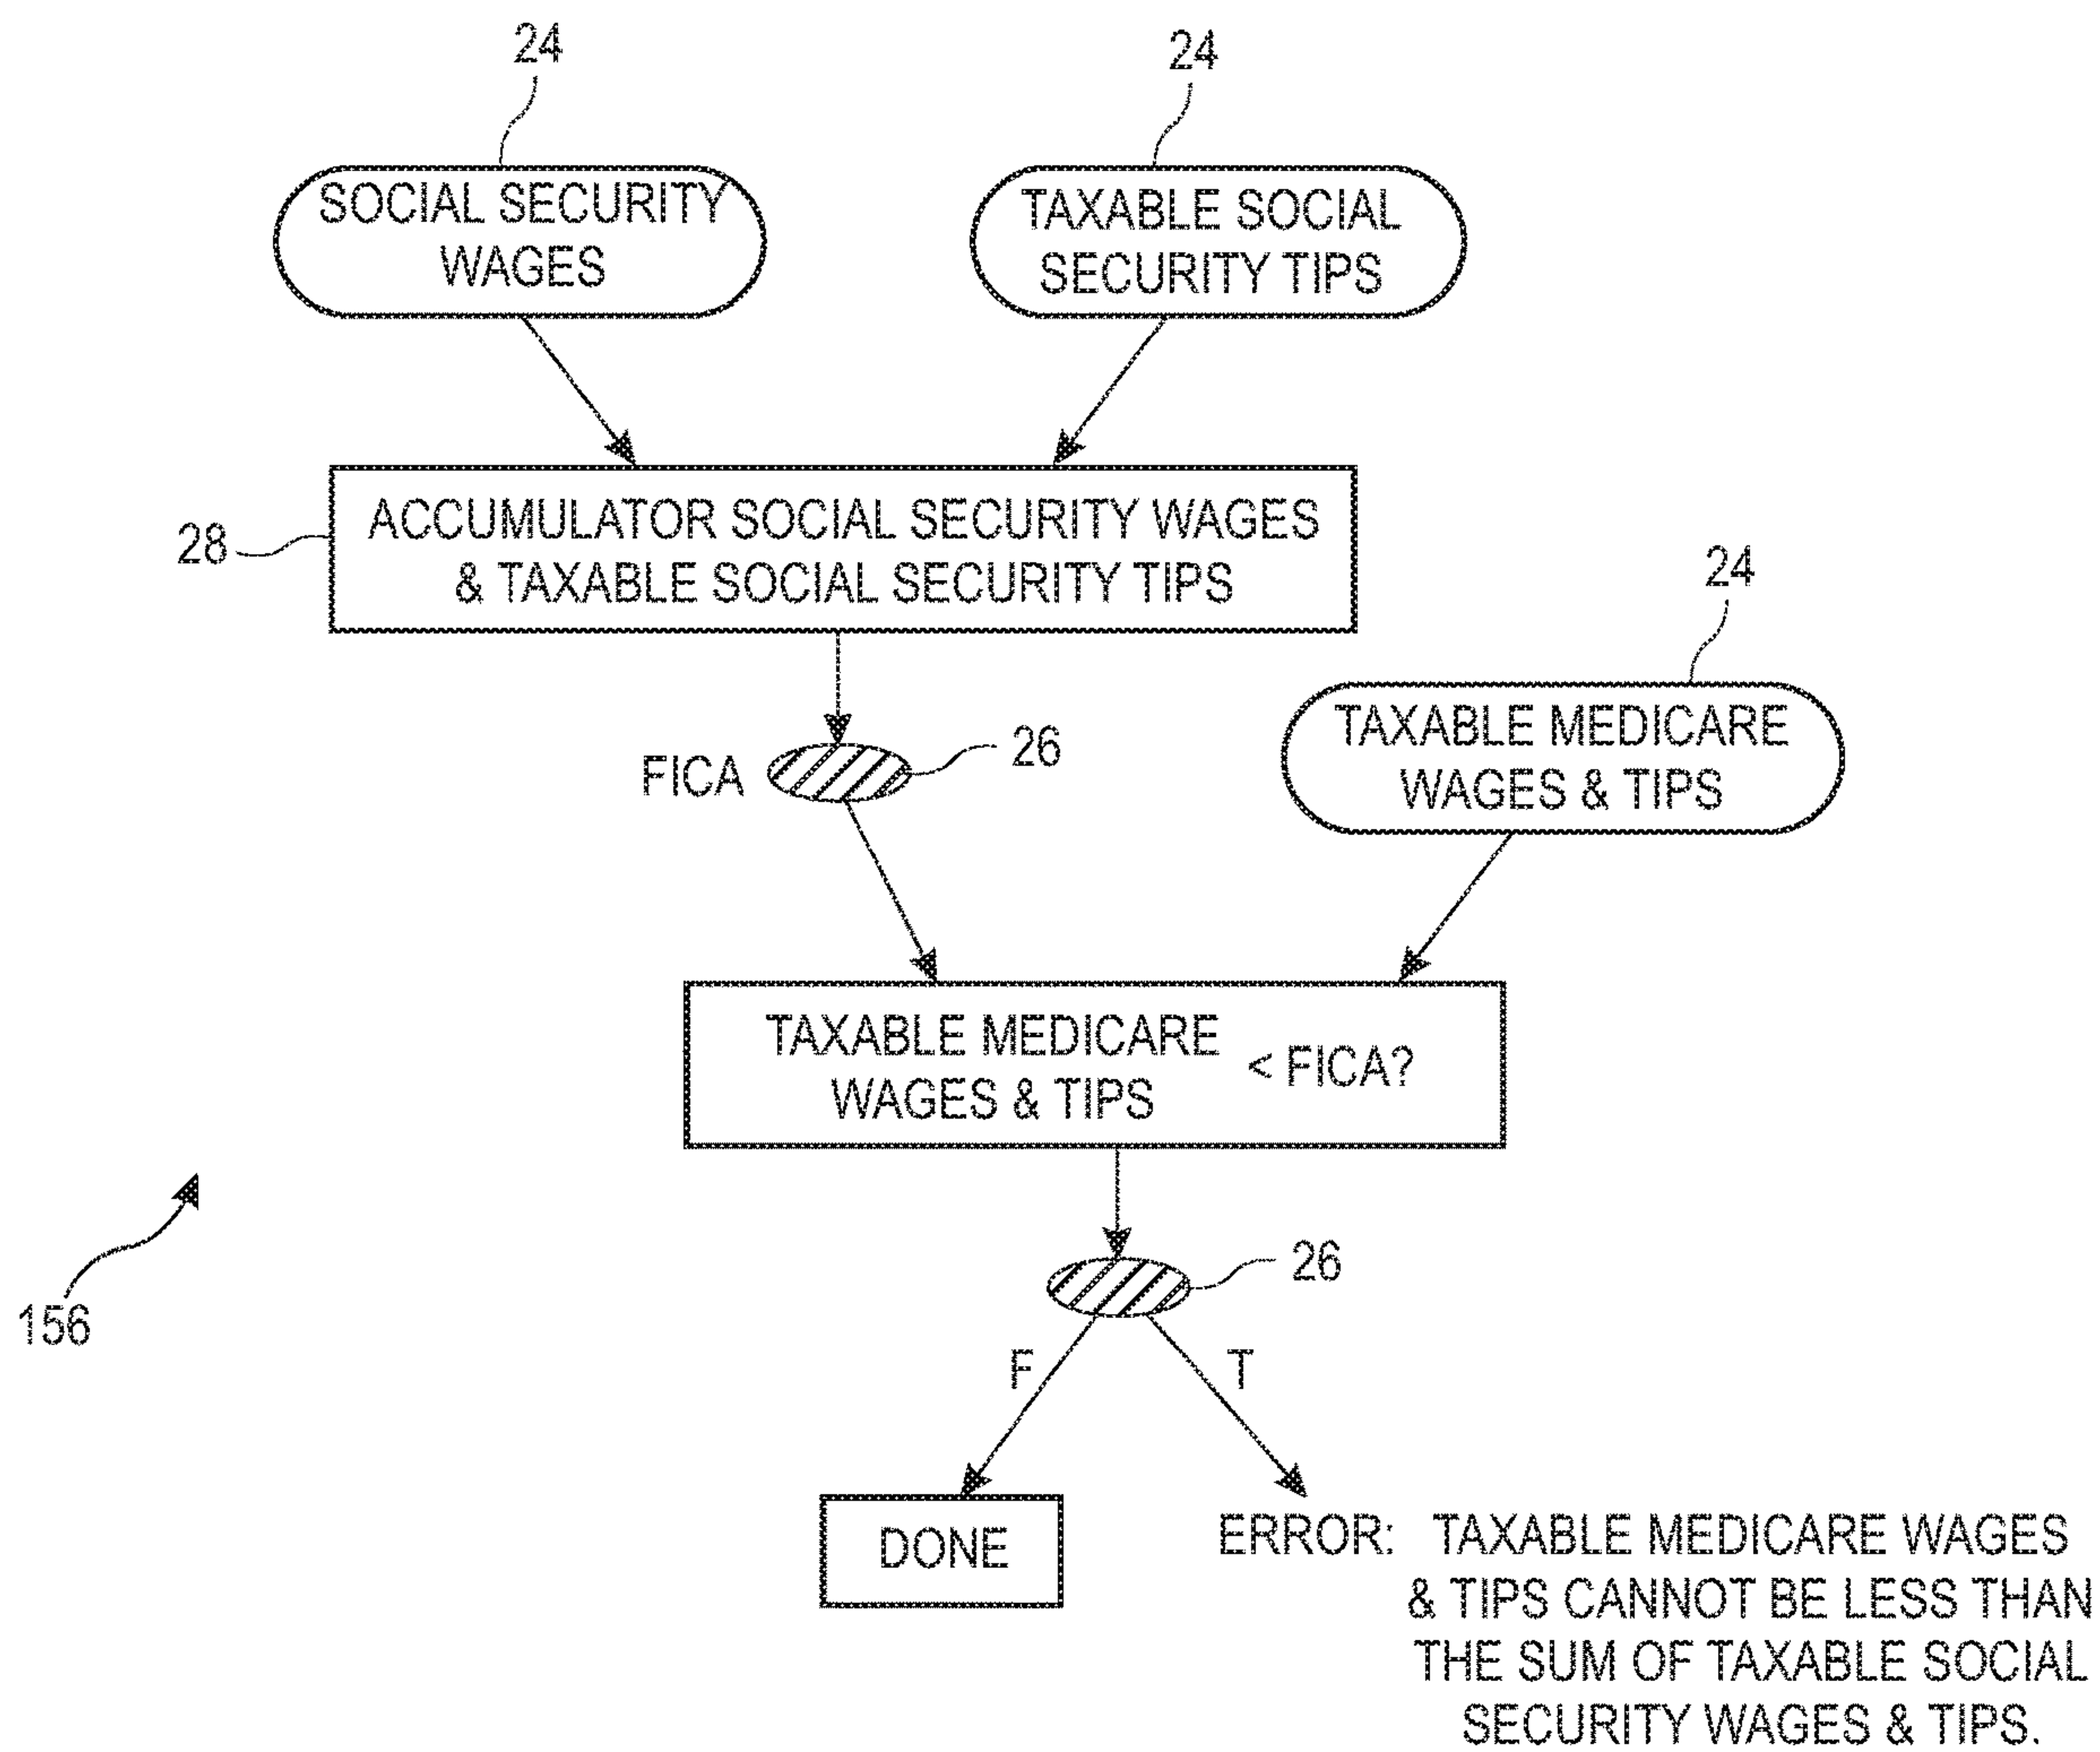 24
24
SOCIAL SECURITY
WAGES
TAXABLE SOCIAL
SECURITY TIPS
28
ACCUMULATOR SOCIAL SECURITY WAGES
& TAXABLE SOCIAL SECURITY TIPS
24
FICA
26
TAXABLE MEDICARE
WAGES & TIPS
TAXABLE MEDICARE
WAGES & TIPS
< FICA?
156
26
F
T
DONE
ERROR: TAXABLE MEDICARE WAGES
& TIPS CANNOT BE LESS THAN
THE SUM OF TAXABLE SOCIAL
SECURITY WAGES & TIPS.